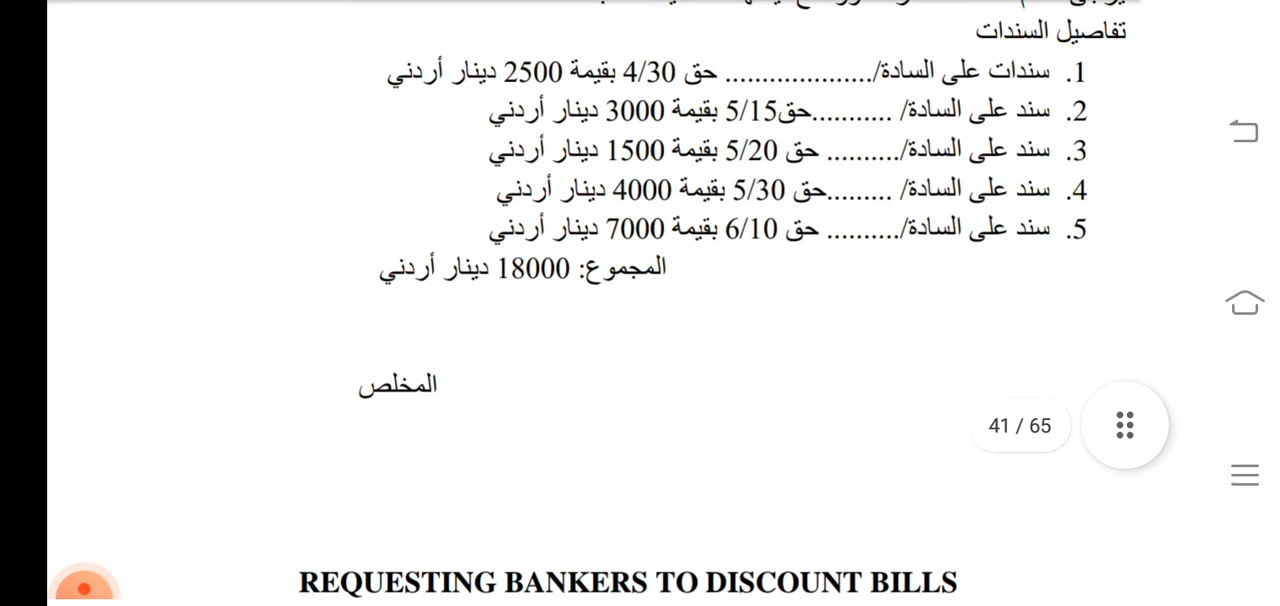 تفاصيل السندات
1. سندات على السادة/.................... حق 4/30 بقيمة 2500 دينار أردني
2. سند على السادة/ ...........حق5/15 بقيمة 3000 دينار أردني
3. سند على السادة/.......... حق 5/20 بقيمة 1500 دينار أردني
4. سند على السادة/ .........حق 5/30 بقيمة 4000 دينار أردني
5. سند على السادة/.......... حق 6/10 بقيمة 7000 دينار أردني
المجموع: 18000 دينار أردني
المخلص
41 / 65
REQUESTING BANKERS TO DISCOUNT BILLS